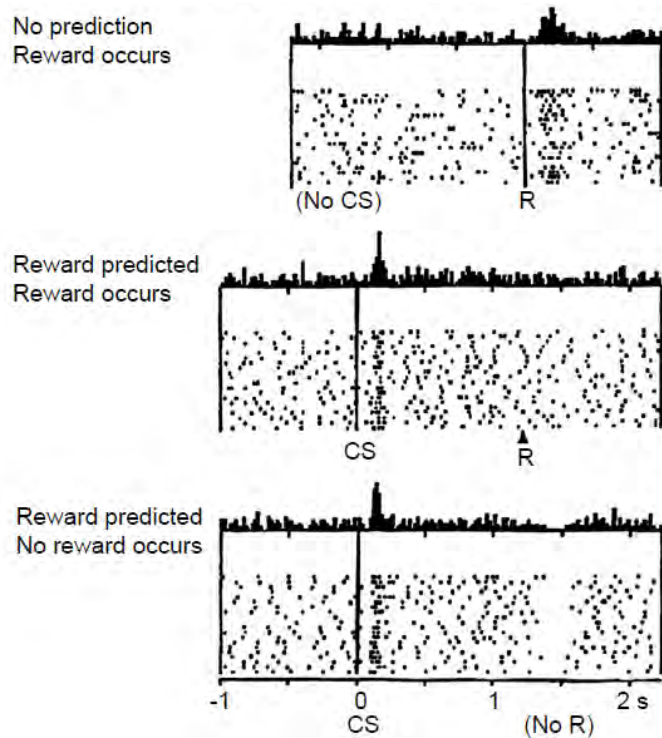 No prediction
Reward occurs
(No CS) R
Reward predicted
Reward occurs
CS R
Reward predicted
No reward occurs
-1 0 1 2 s
CS (No R)